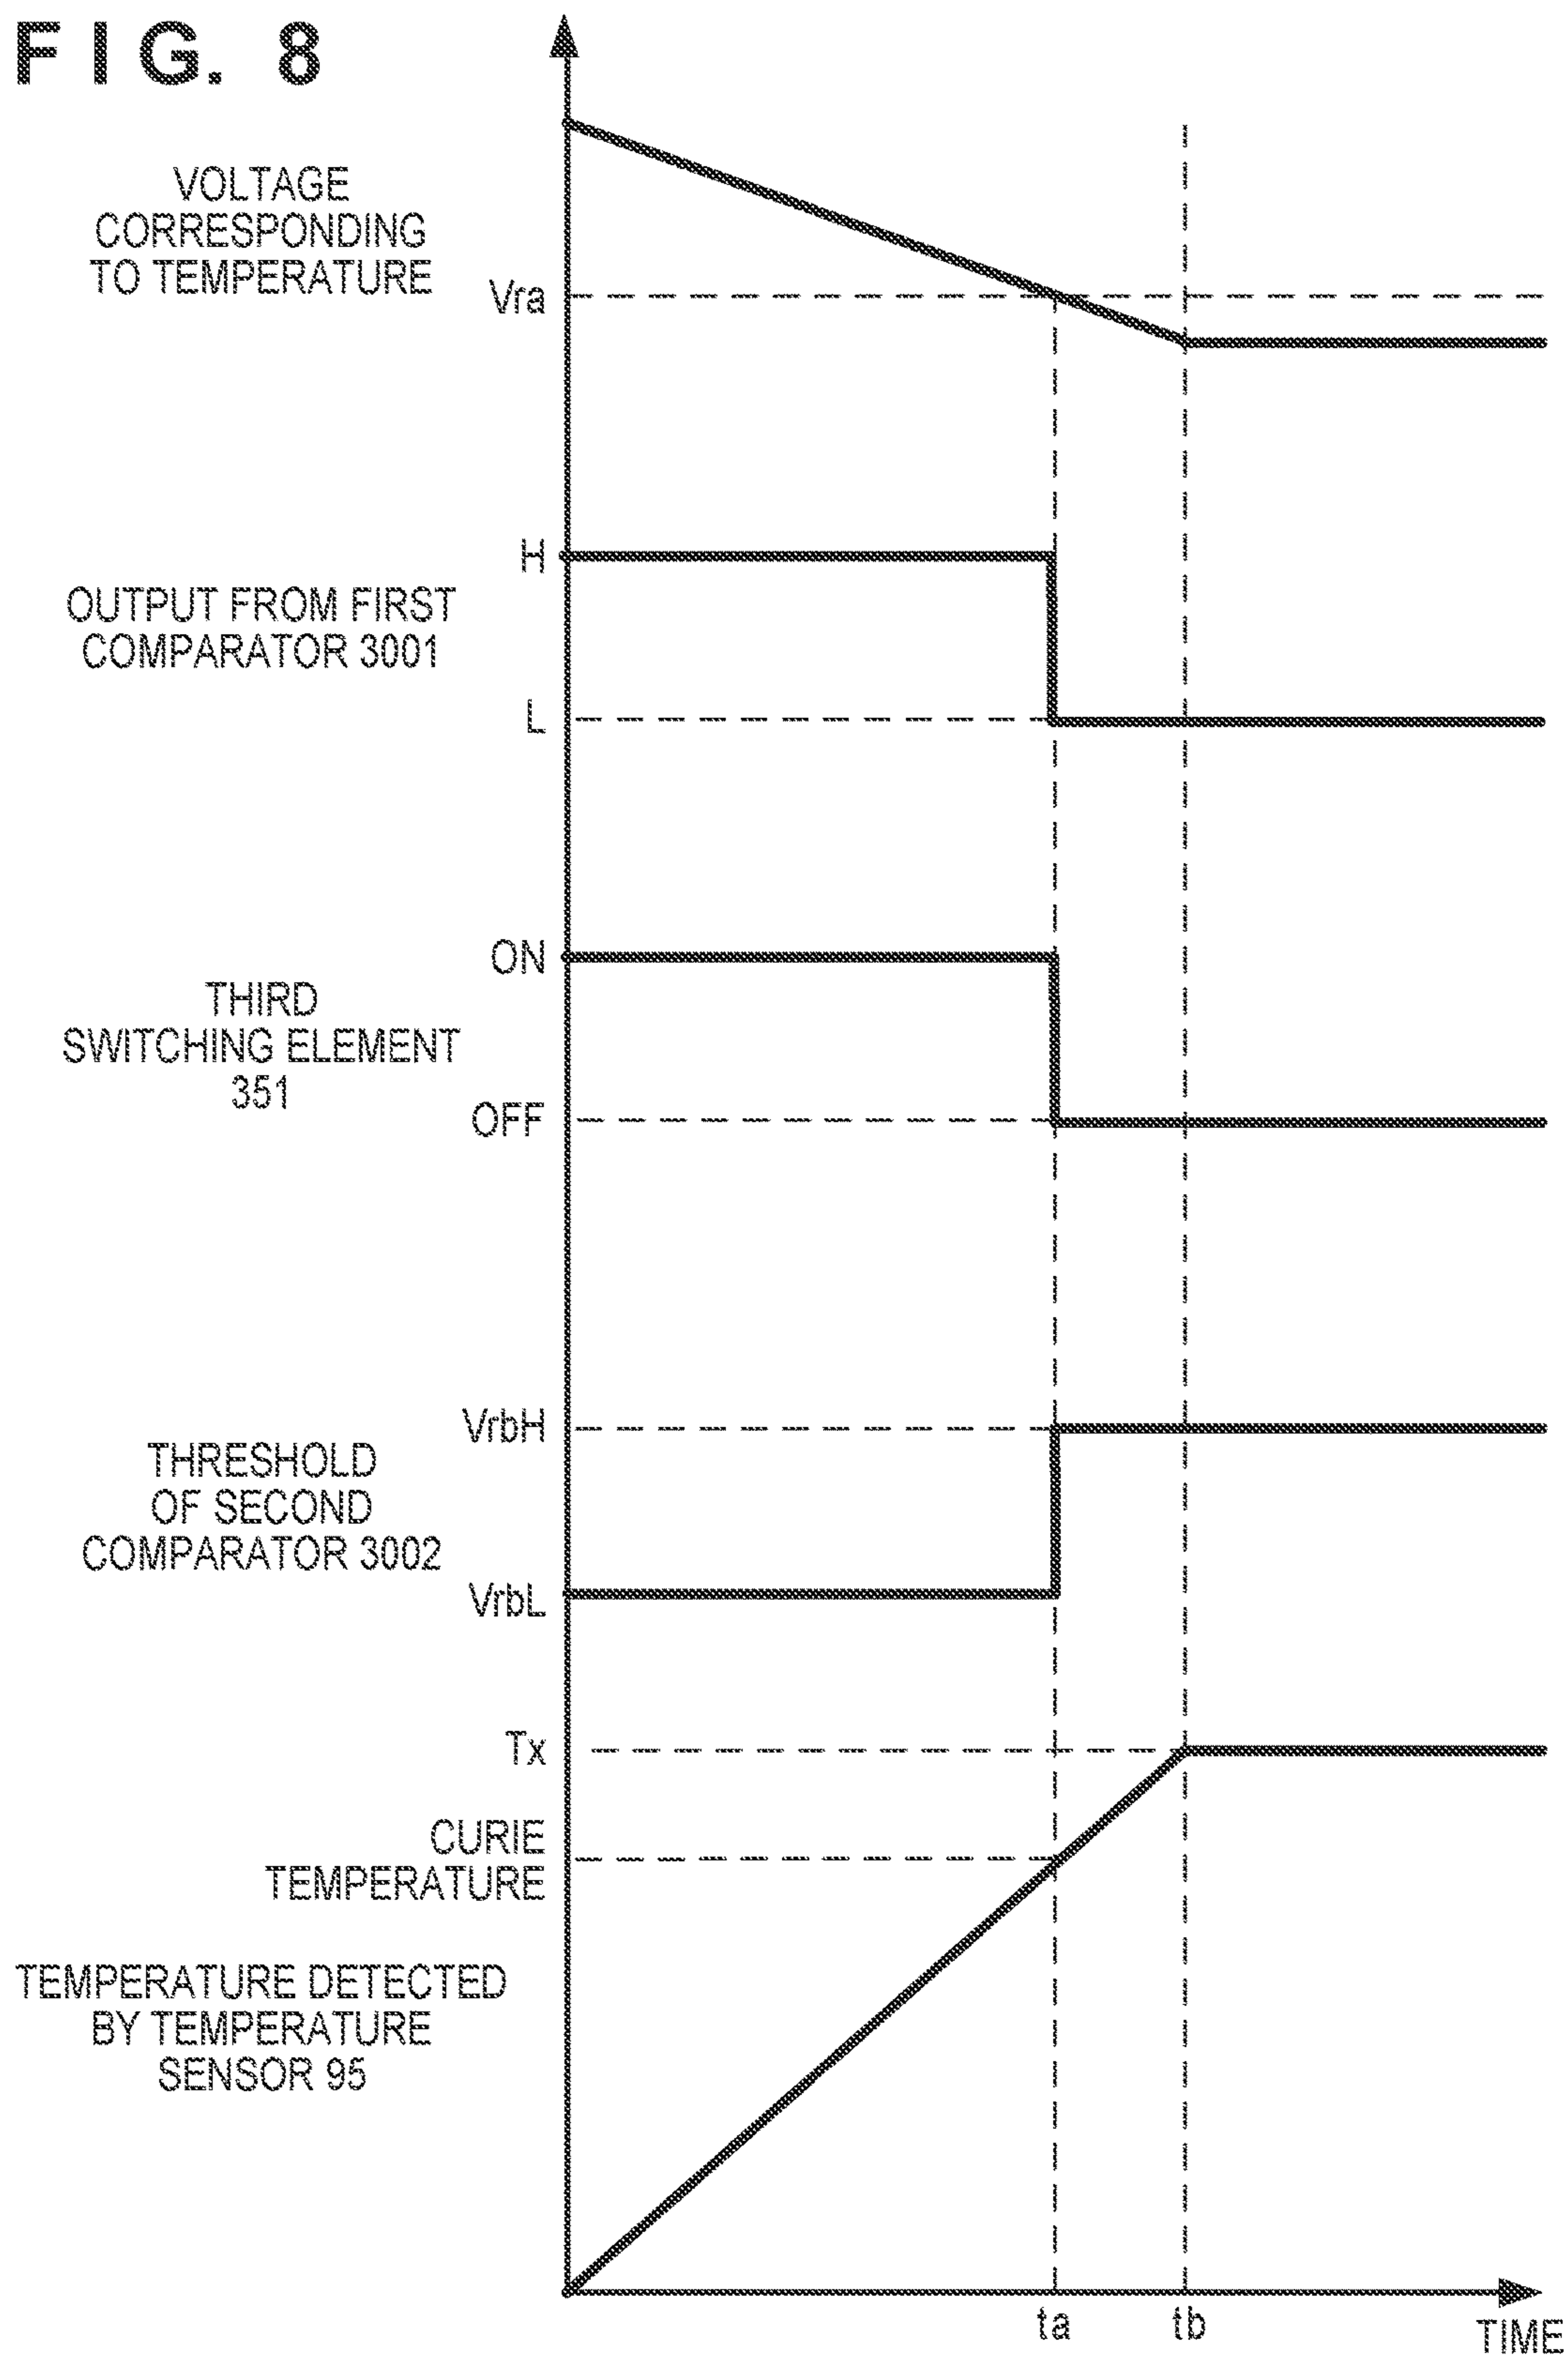 FIG. 8
VOLTAGE
CORRESPONDING
TO TEMPERATURE
Vra
H
OUTPUT FROM FIRST
COMPARATOR 3001
L
ON
THIRD
SWITCHING ELEMENT
351
OFF
VrbH
THRESHOLD
OF SECOND
COMPARATOR 3002
VrbL
Tx
CURIE
TEMPERATURE
TEMPERATURE DETECTED
BY TEMPERATURE
SENSOR 95
ta
tb
TIME